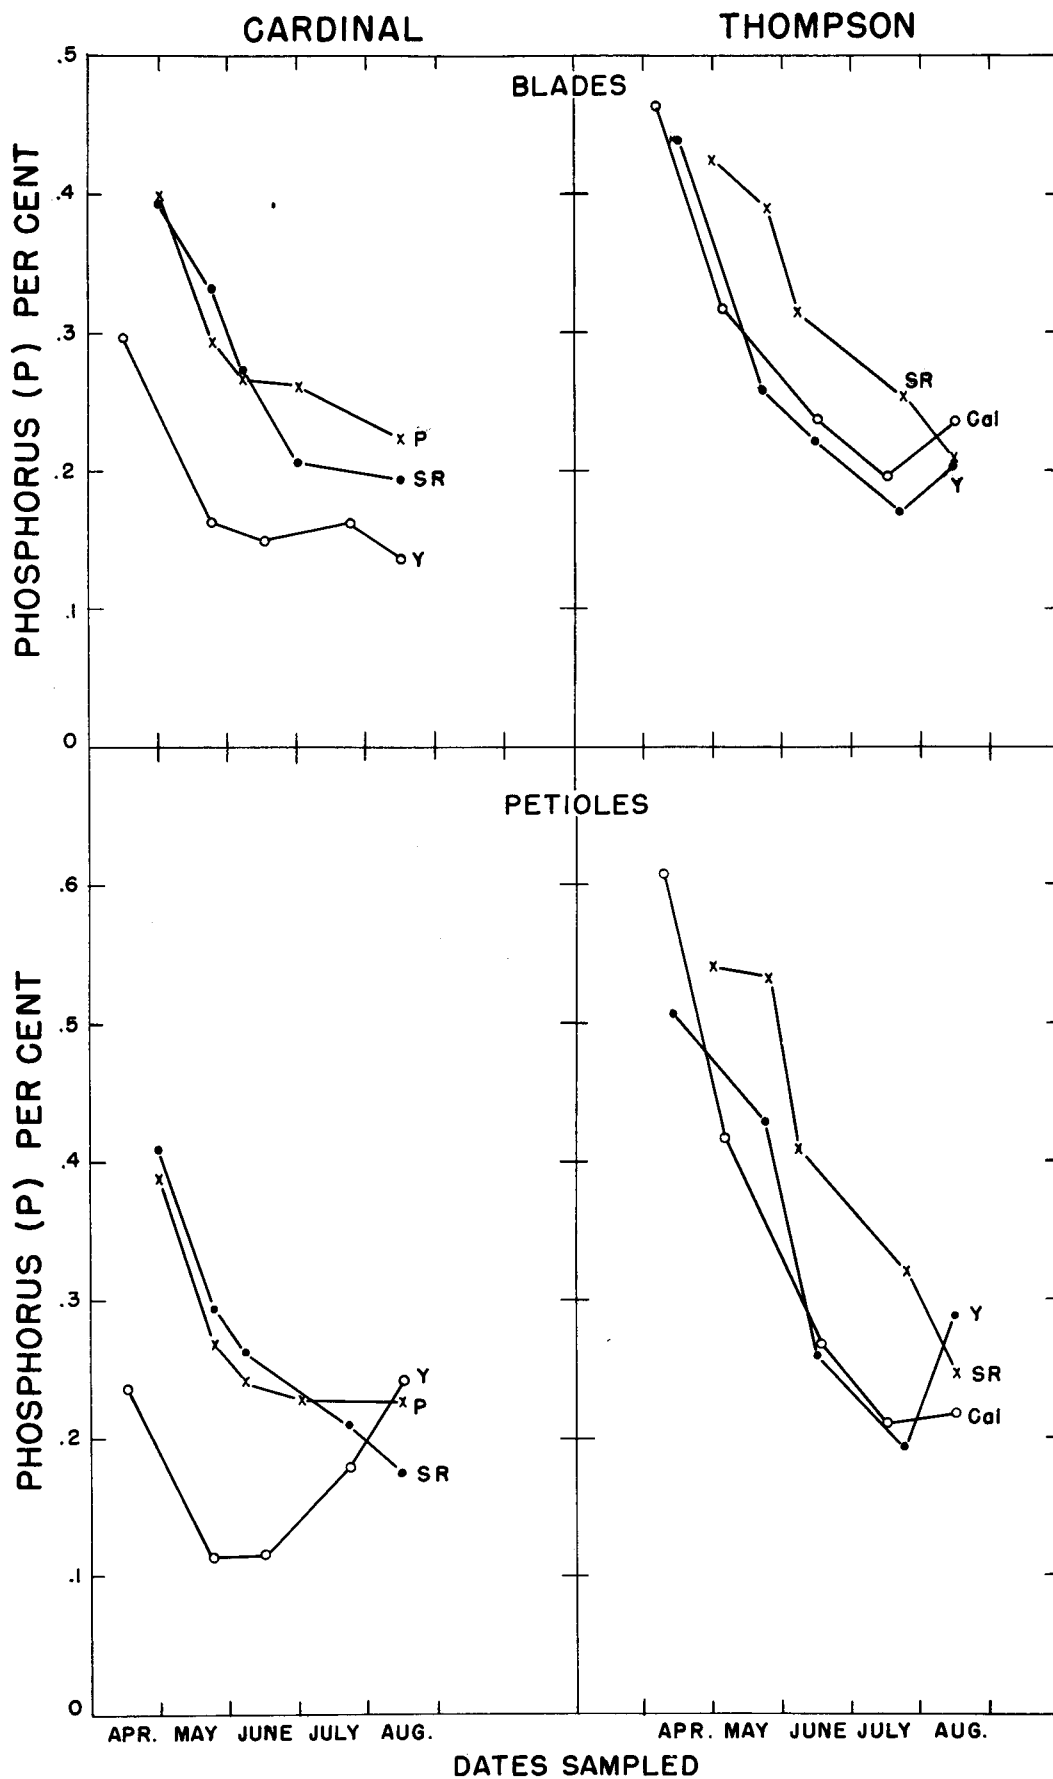 CARDINAL THOMPSON
BLADES
PHOSPHORUS (P) PER CENT
.5
.4
.3
.2
.1
0
P
SR
Y
SR
Cal
Y
PETIOLES
PHOSPHORUS (P) PER CENT
.6
.5
.4
.3
.2
.1
0
Y
P
SR
Y
SR
Cal
APR. MAY JUNE JULY AUG. APR. MAY JUNE JULY AUG.
DATES SAMPLED